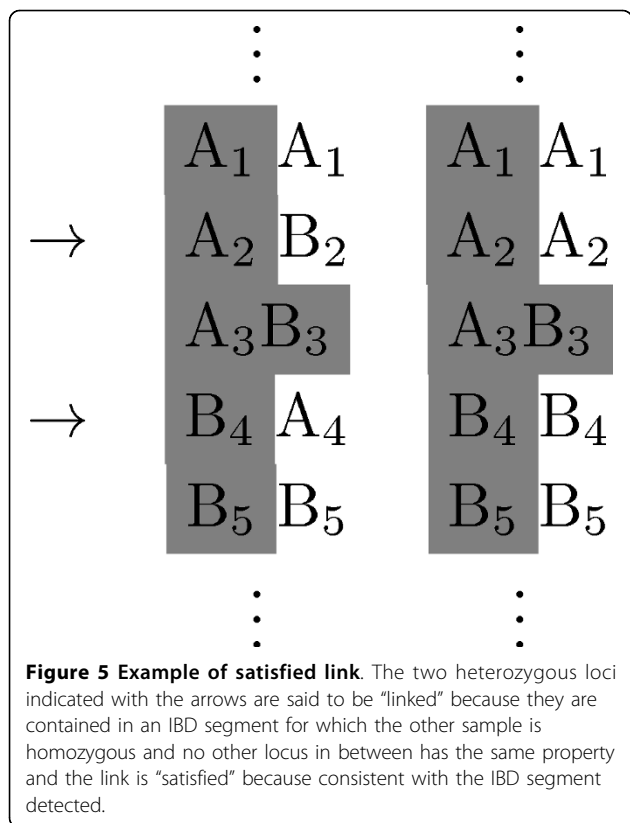 A₁ A₁ A₁ A₁
→ A₂ B₂ A₂ A₂
A₃B₃ A₃B₃
→ B₄ A₄ B₄ B₄
B₅ B₅ B₅ B₅
Figure 5 Example of satisfied link. The two heterozygous loci
indicated with the arrows are said to be “linked” because they are
contained in an IBD segment for which the other sample is
homozygous and no other locus in between has the same property
and the link is “satisfied” because consistent with the IBD segment
detected.